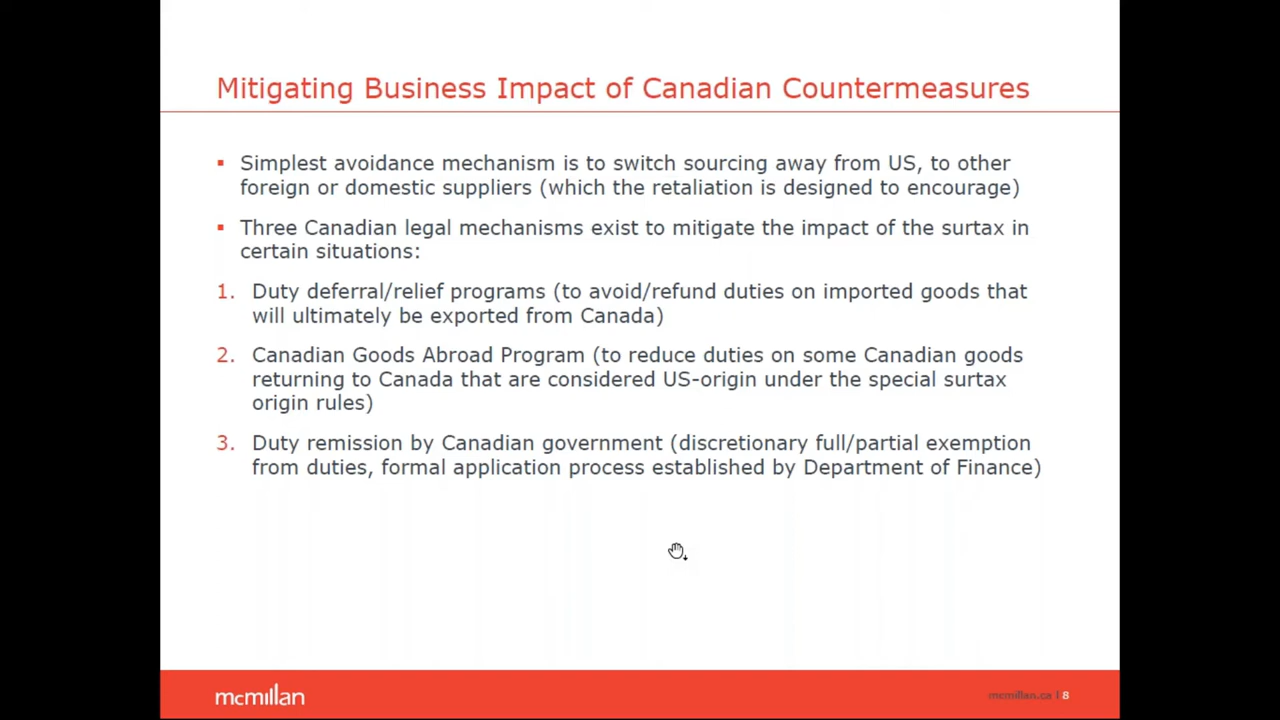 Mitigating Business Impact of Canadian Countermeasures
▪ Simplest avoidance mechanism is to switch sourcing away from US, to other
foreign or domestic suppliers (which the retaliation is designed to encourage)
▪ Three Canadian legal mechanisms exist to mitigate the impact of the surtax in
certain situations:
1. Duty deferral/relief programs (to avoid/refund duties on imported goods that
will ultimately be exported from Canada)
2. Canadian Goods Abroad Program (to reduce duties on some Canadian goods
returning to Canada that are considered US-origin under the special surtax
origin rules)
3. Duty remission by Canadian government (discretionary full/partial exemption
from duties, formal application process established by Department of Finance)
mcmillan
mcmillan.ca | 8